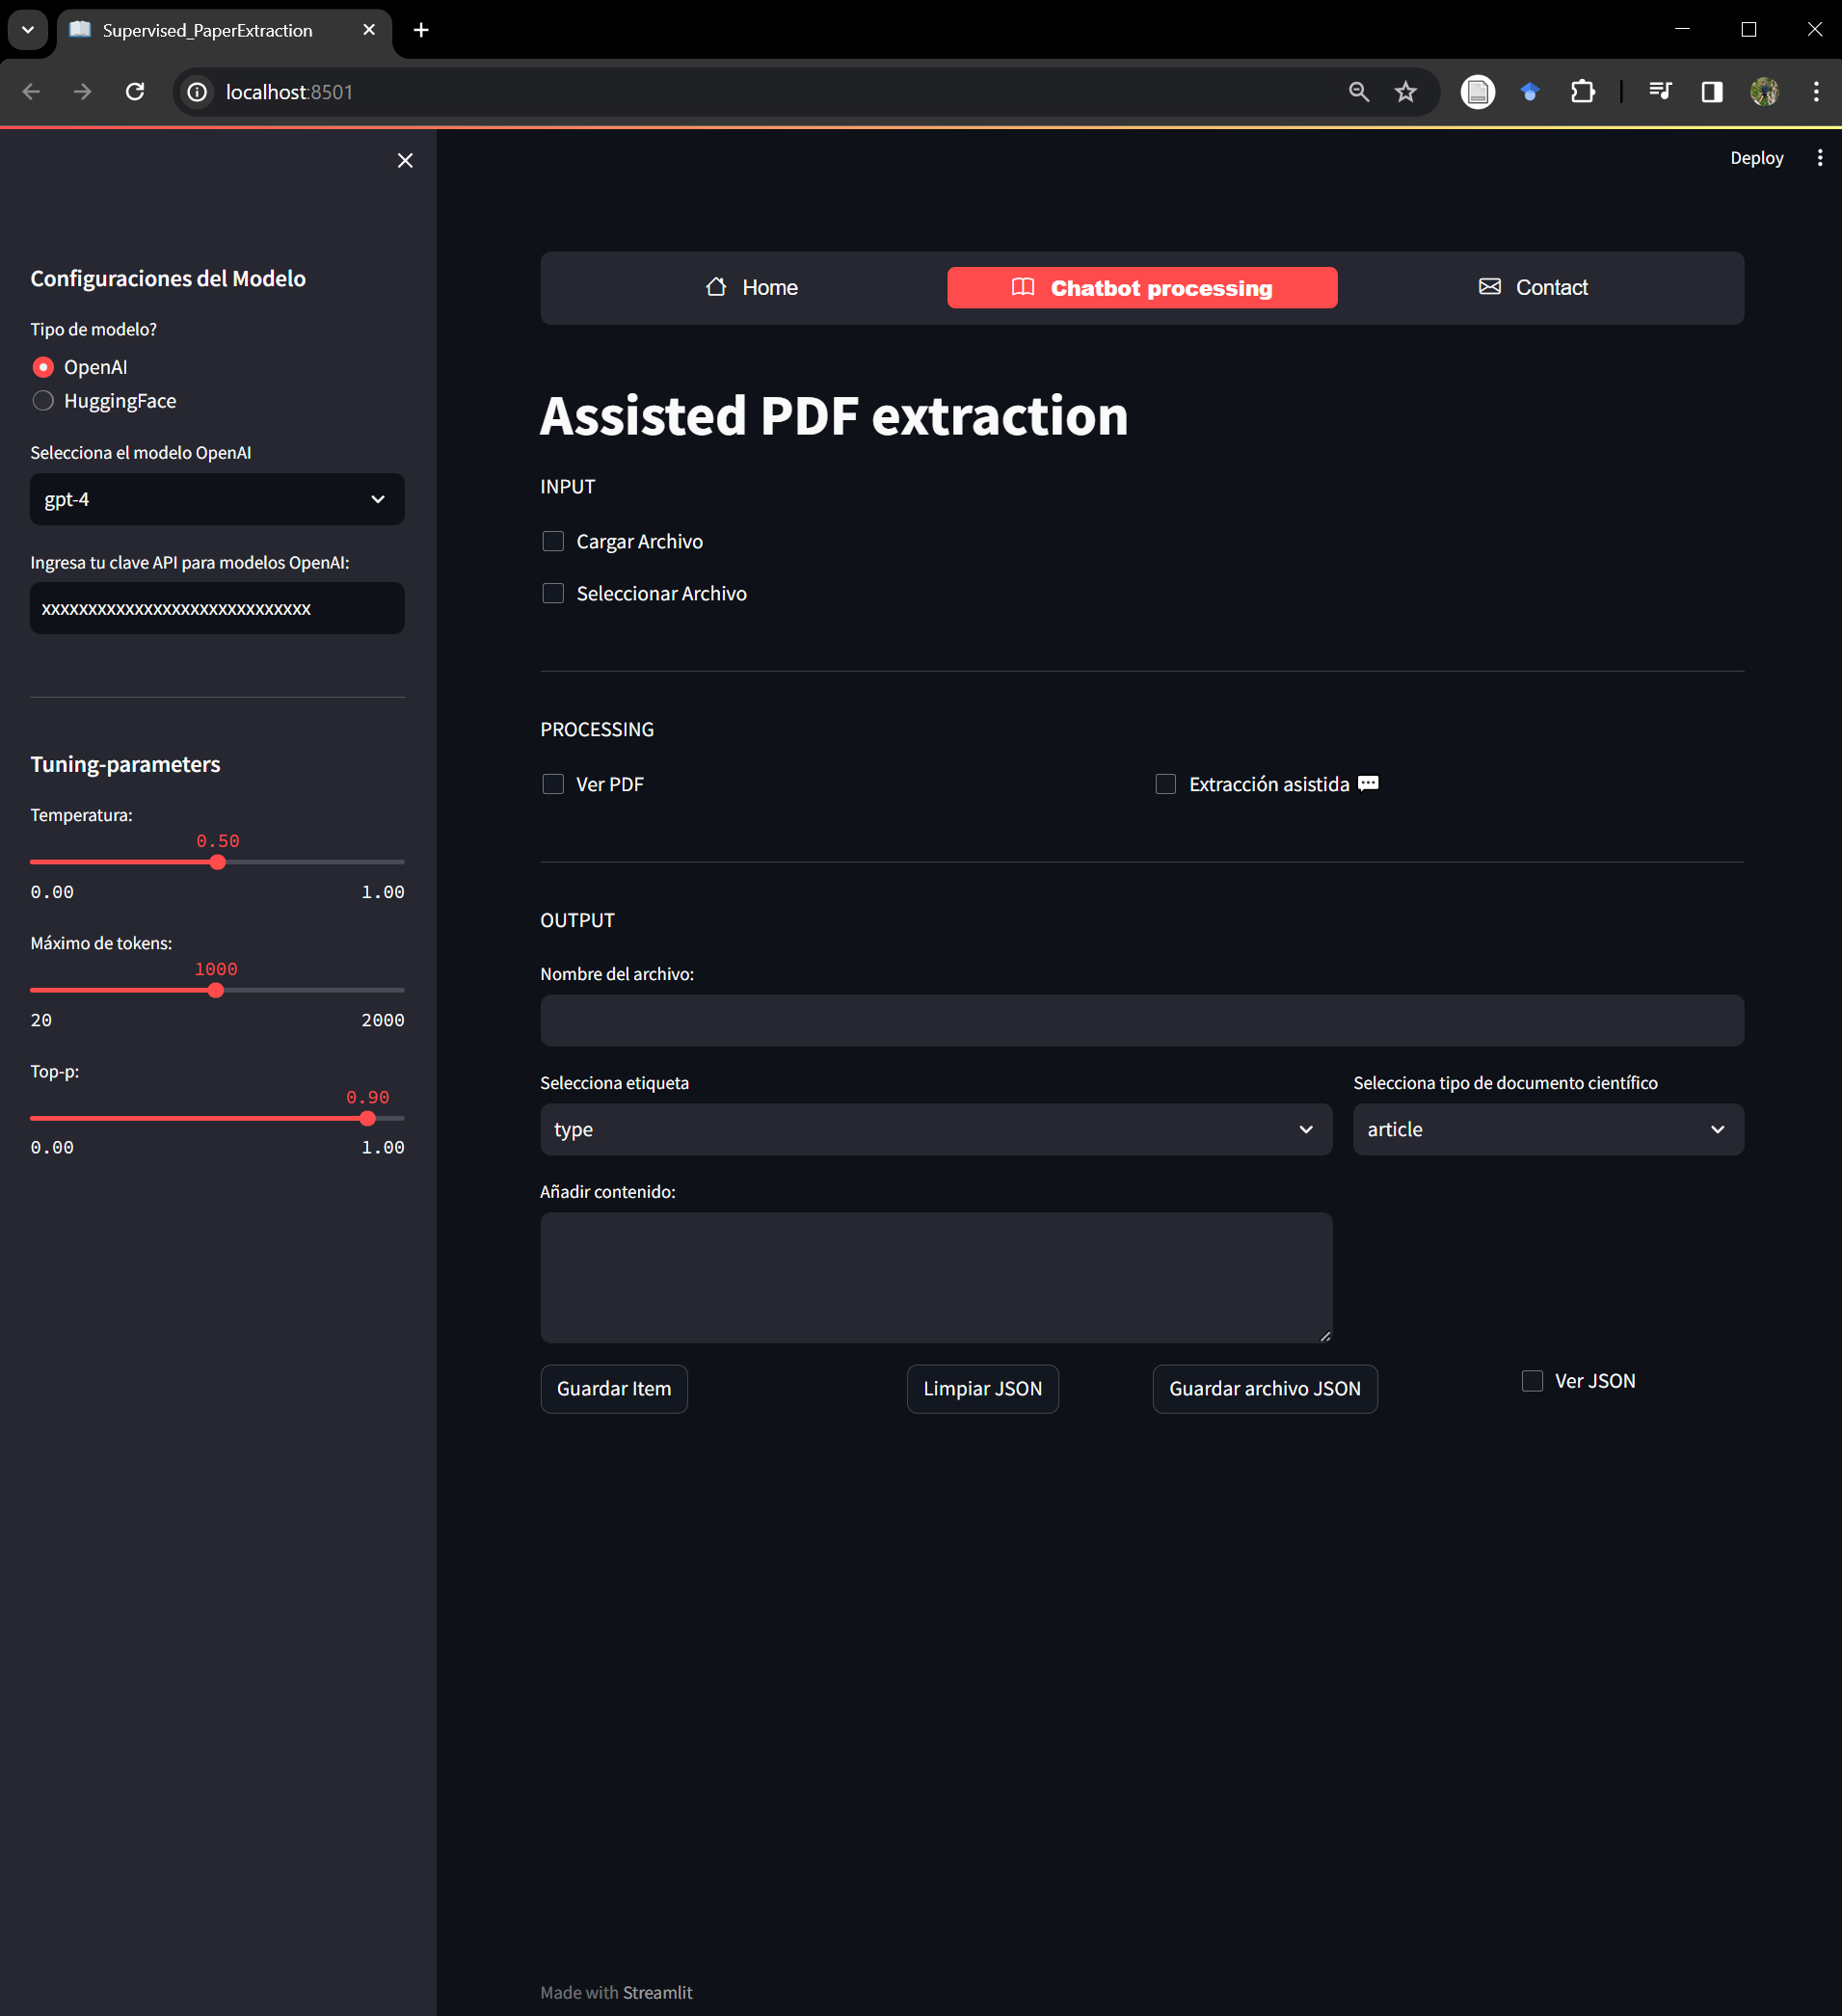 Supervised_PaperExtraction
localhost:8501
Deploy
Configuraciones del Modelo
Tipo de modelo?
OpenAI
HuggingFace
Selecciona el modelo OpenAI
gpt-4
Ingresa tu clave API para modelos OpenAI:
xxxxxxxxxxxxxxxxxxxxxxxxxxxxx
Tuning-parameters
Temperatura:
0.50
0.00 1.00
Máximo de tokens:
1000
20 2000
Top-p:
0.90
0.00 1.00
Home Chatbot processing Contact
Assisted PDF extraction
INPUT
Cargar Archivo
Seleccionar Archivo
PROCESSING
Ver PDF Extracción asistida
OUTPUT
Nombre del archivo:
Selecciona etiqueta Selecciona tipo de documento científico
type article
Añadir contenido:
Guardar Item Limpiar JSON Guardar archivo JSON Ver JSON
Made with Streamlit